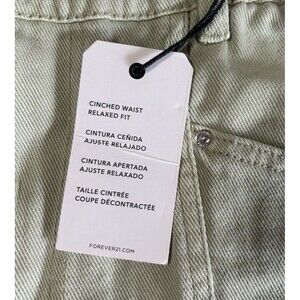 CINCHED WAIST
RELAXED FIT
CINTURA CEÑIDA
AJUSTE RELAJADO
CINTURA APERTADA
AJUSTE RELAXADO
TAILLE CINTRÉE
COUPE DÉCONTRACTÉE
FOREVER21.COM